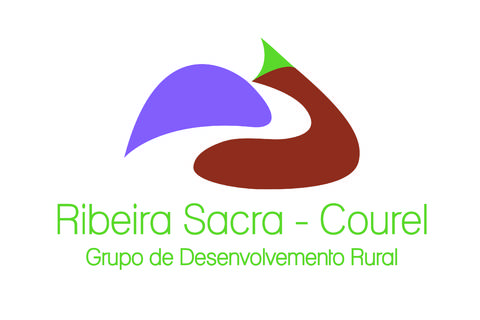 Ribeira Sacra - Courel
Grupo de Desenvolvemento Rural